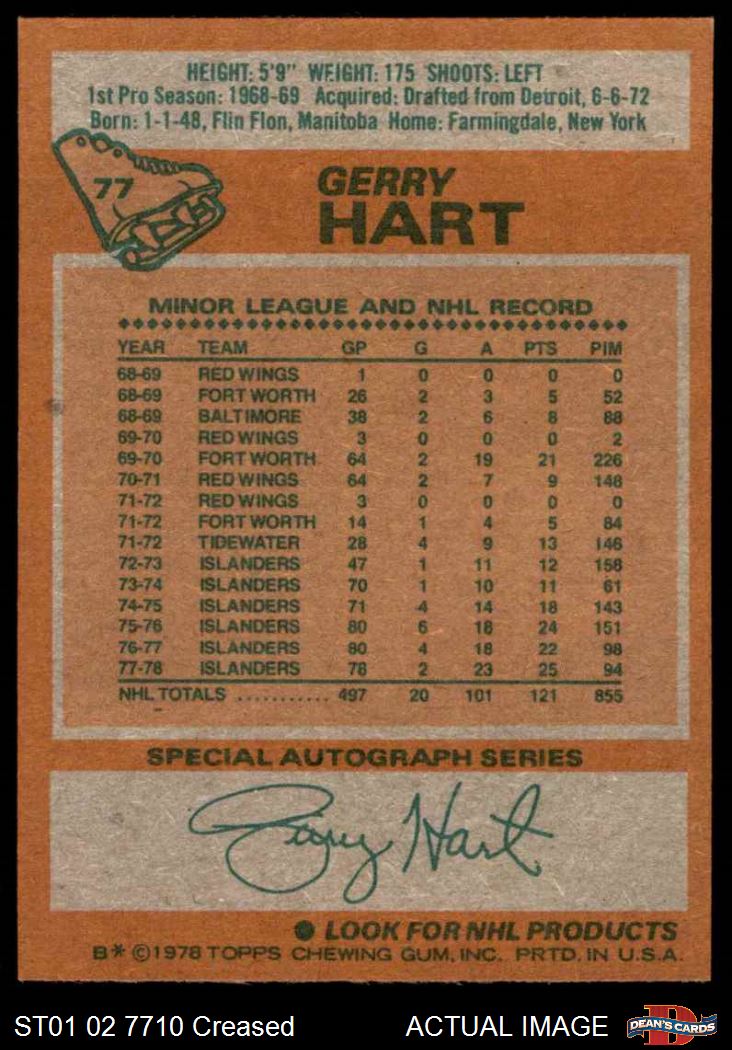 HEIGHT: 5'9" WEIGHT: 175 SHOOTS: LEFT
1st Pro Season: 1968-69 Acquired: Drafted from Detroit, 6-6-72
Born: 1-1-48, Flin Flon, Manitoba Home: Farmingdale, New York
77
GERRY
HART
MINOR LEAGUE AND NHL RECORD
YEAR TEAM GP G A PTS PIM
68-69 RED WINGS 1 0 0 0 0
68-69 FORT WORTH 26 2 3 5 52
68-69 BALTIMORE 38 2 6 8 88
69-70 RED WINGS 3 0 0 0 2
69-70 FORT WORTH 64 2 19 21 226
70-71 RED WINGS 64 2 7 9 148
71-72 RED WINGS 3 0 0 0 0
71-72 FORT WORTH 14 1 4 5 84
71-72 TIDEWATER 28 4 9 13 146
72-73 ISLANDERS 47 1 11 12 158
73-74 ISLANDERS 70 1 10 11 61
74-75 ISLANDERS 71 4 14 18 143
75-76 ISLANDERS 80 6 18 24 151
76-77 ISLANDERS 80 4 18 22 98
77-78 ISLANDERS 78 2 23 25 94
NHL TOTALS ........... 497 20 101 121 855
SPECIAL AUTOGRAPH SERIES
Gerry Hart
● LOOK FOR NHL PRODUCTS
B* ©1978 TOPPS CHEWING GUM, INC. PRTD. IN U.S.A.
ST01 02 7710 Creased ACTUAL IMAGE DEAN'S CARDS